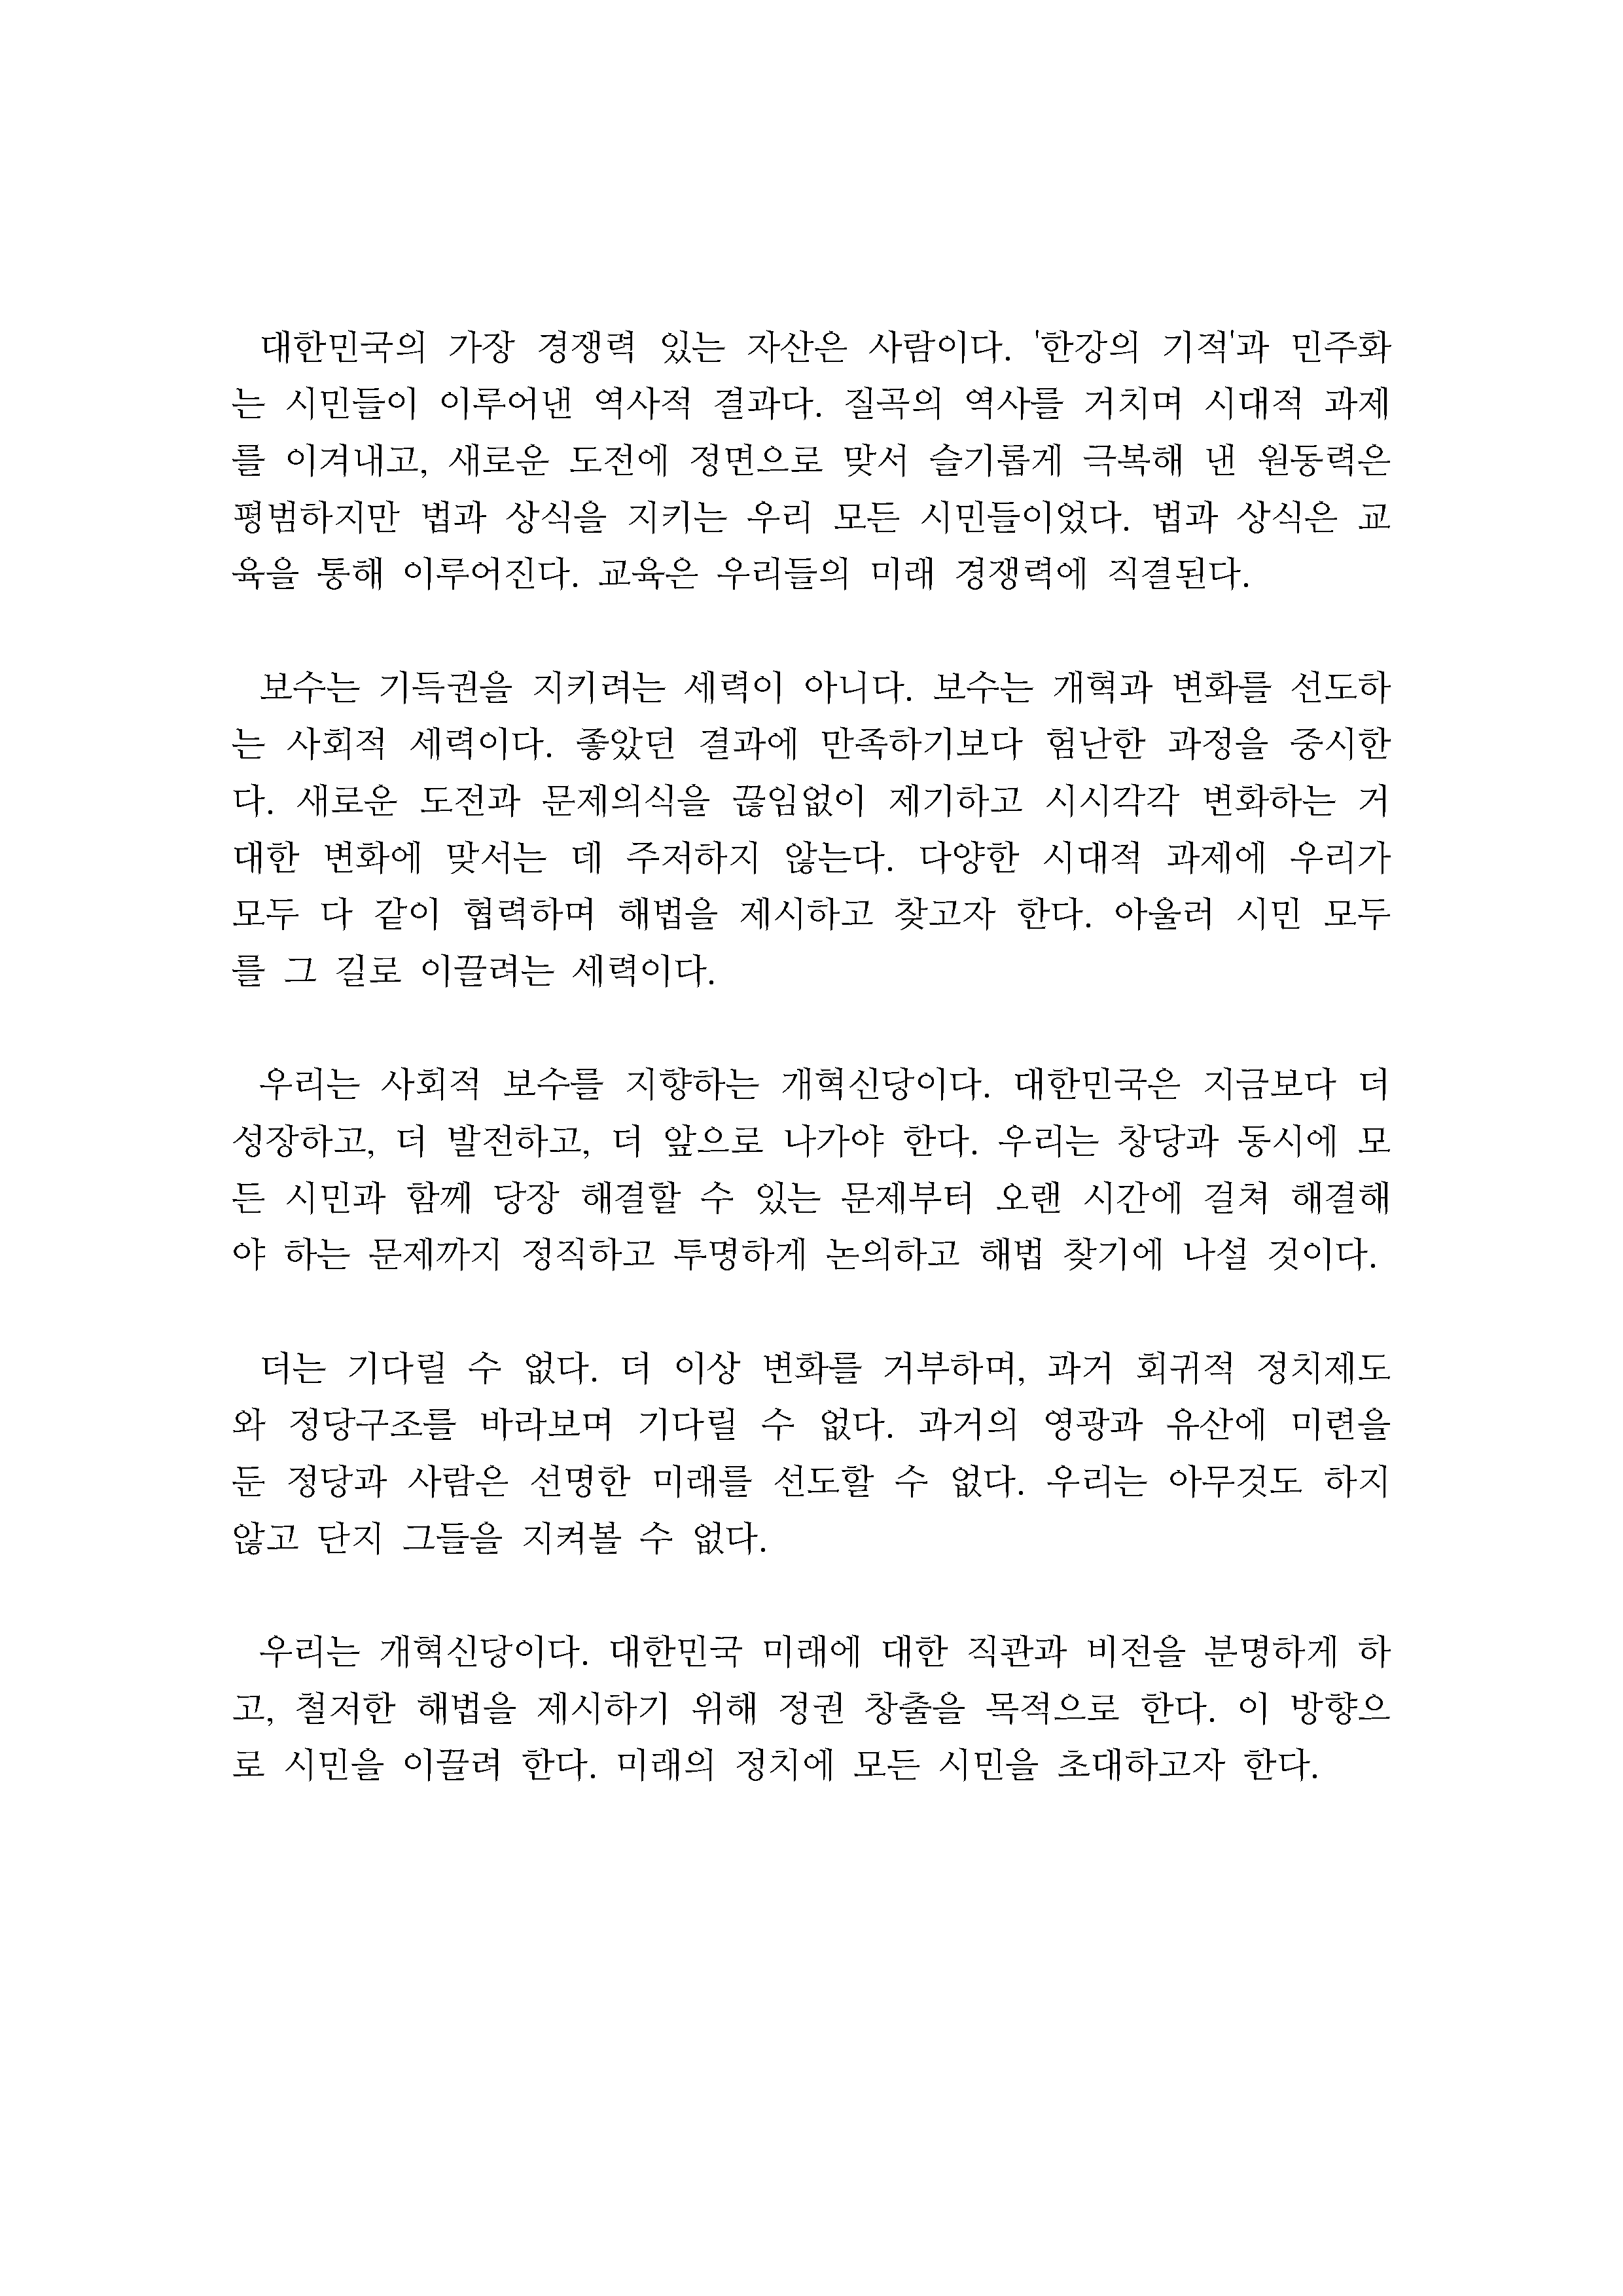 대한민국의 가장 경쟁력 있는 자산은 사람이다. '한강의 기적'과 민주화
는 시민들이 이루어낸 역사적 결과다. 질곡의 역사를 거치며 시대적 과제
를 이겨내고, 새로운 도전에 정면으로 맞서 슬기롭게 극복해 낸 원동력은
평범하지만 법과 상식을 지키는 우리 모든 시민들이었다. 법과 상식은 교
육을 통해 이루어진다. 교육은 우리들의 미래 경쟁력에 직결된다.
보수는 기득권을 지키려는 세력이 아니다. 보수는 개혁과 변화를 선도하
는 사회적 세력이다. 좋았던 결과에 만족하기보다 험난한 과정을 중시한
다. 새로운 도전과 문제의식을 끊임없이 제기하고 시시각각 변화하는 거
대한 변화에 맞서는 데 주저하지 않는다. 다양한 시대적 과제에 우리가
모두 다 같이 협력하며 해법을 제시하고 찾고자 한다. 아울러 시민 모두
를 그 길로 이끌려는 세력이다.
우리는 사회적 보수를 지향하는 개혁신당이다. 대한민국은 지금보다 더
성장하고, 더 발전하고, 더 앞으로 나가야 한다. 우리는 창당과 동시에 모
든 시민과 함께 당장 해결할 수 있는 문제부터 오랜 시간에 걸쳐 해결해
야 하는 문제까지 정직하고 투명하게 논의하고 해법 찾기에 나설 것이다.
더는 기다릴 수 없다. 더 이상 변화를 거부하며, 과거 회귀적 정치제도
와 정당구조를 바라보며 기다릴 수 없다. 과거의 영광과 유산에 미련을
둔 정당과 사람은 선명한 미래를 선도할 수 없다. 우리는 아무것도 하지
않고 단지 그들을 지켜볼 수 없다.
우리는 개혁신당이다. 대한민국 미래에 대한 직관과 비전을 분명하게 하
고, 철저한 해법을 제시하기 위해 정권 창출을 목적으로 한다. 이 방향으
로 시민을 이끌려 한다. 미래의 정치에 모든 시민을 초대하고자 한다.